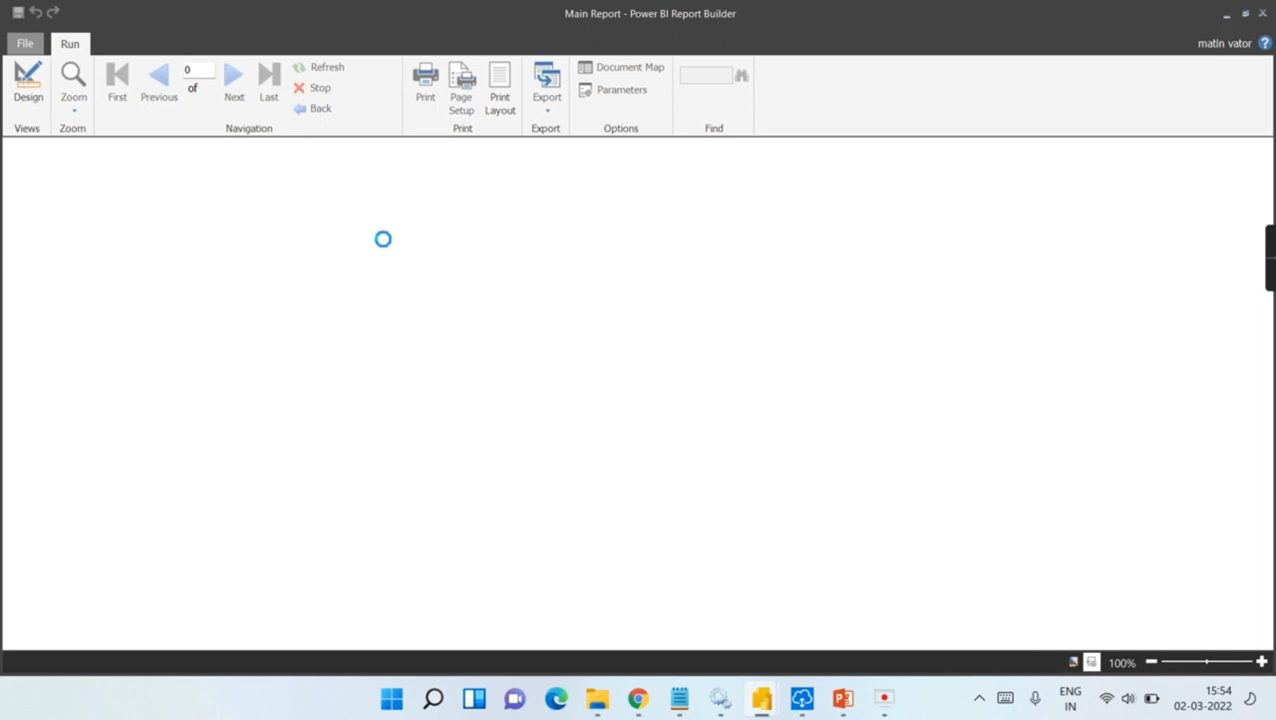 Main Report - Power BI Report Builder
File
Run
matin vator
Design
Zoom
First
Previous
0
of
Next
Last
Refresh
Stop
Back
Print
Page
Setup
Print
Layout
Export
Document Map
Parameters
Views
Zoom
Navigation
Print
Export
Options
Find
100%
ENG
IN
15:54
02-03-2022